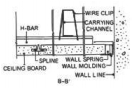 WIRE CLIP
CARRYING
CHANNEL
H-BAR
SPLINE
CEILING BOARD
WALL SPRING
WALL MOLDING
WALL LINE
B-B'